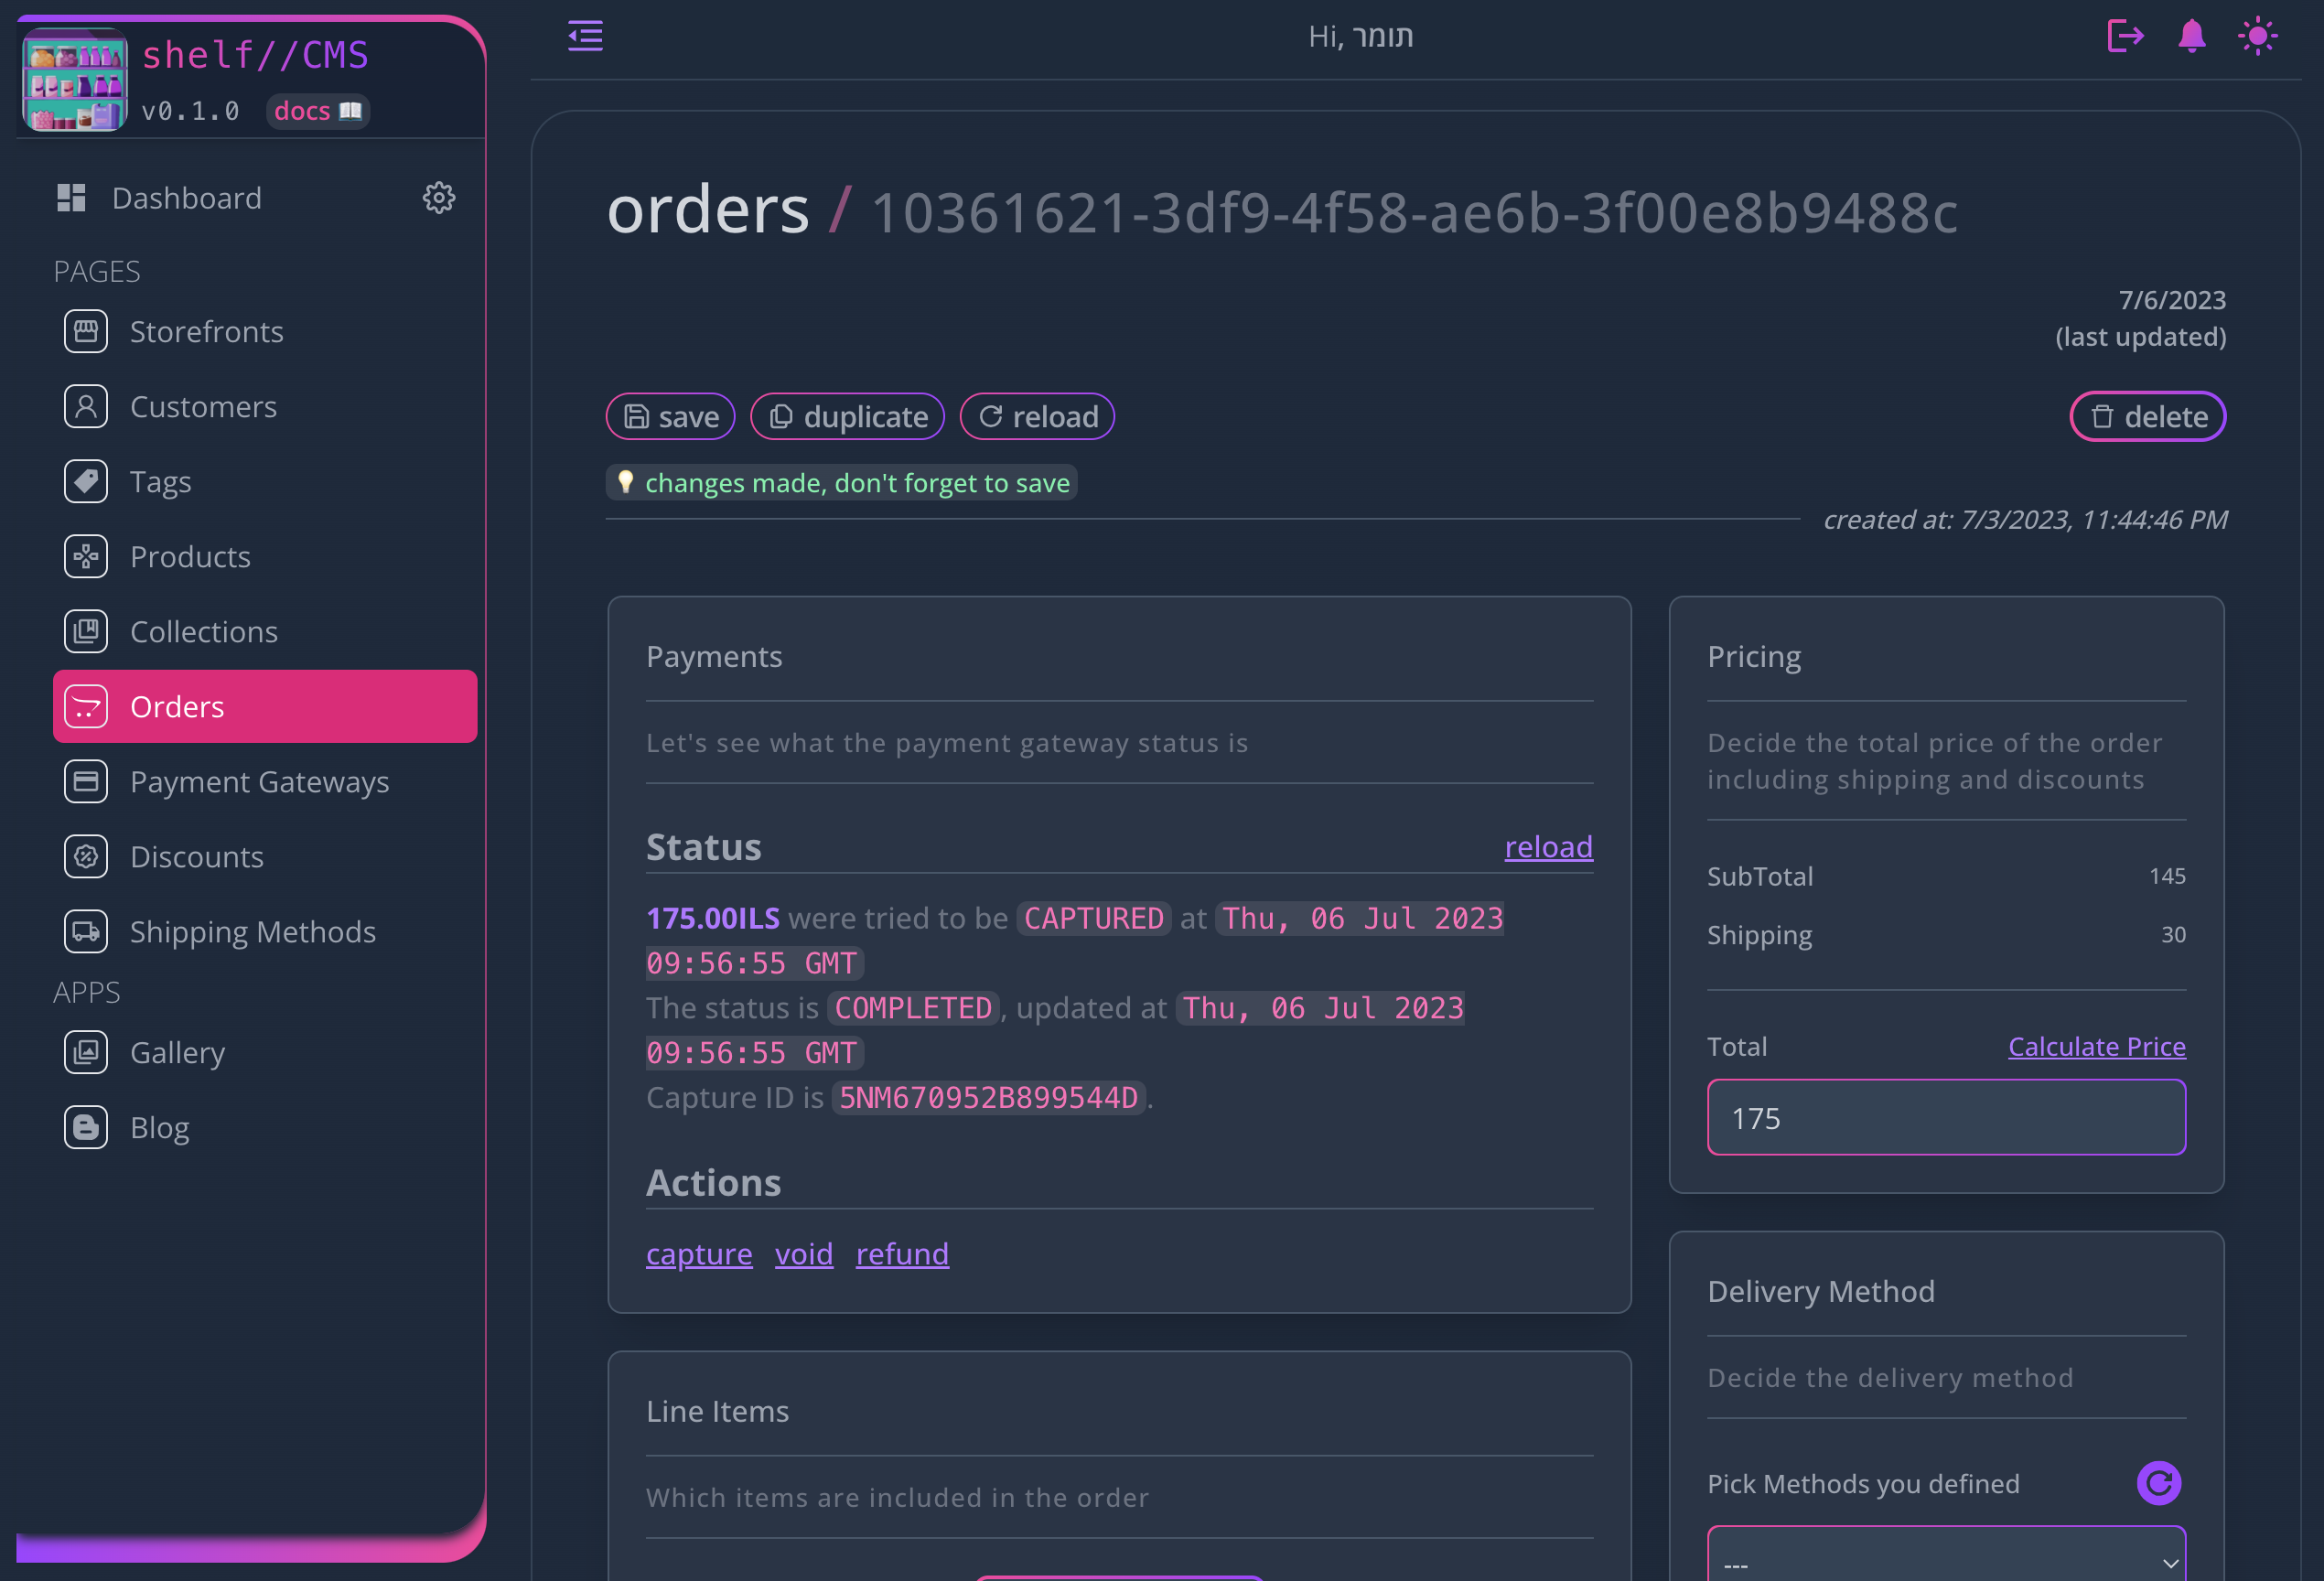 shelf//CMS
v0.1.0 docs 📖
Dashboard
PAGES
Storefronts
Customers
Tags
Products
Collections
Orders
Payment Gateways
Discounts
Shipping Methods
APPS
Gallery
Blog
Hi, תומר
orders / 10361621-3df9-4f58-ae6b-3f00e8b9488c
7/6/2023
(last updated)
save duplicate reload delete
💡 changes made, don't forget to save
created at: 7/3/2023, 11:44:46 PM
Payments
Let's see what the payment gateway status is
Status reload
175.00ILS were tried to be CAPTURED at Thu, 06 Jul 2023
09:56:55 GMT
The status is COMPLETED, updated at Thu, 06 Jul 2023
09:56:55 GMT
Capture ID is 5NM670952B899544D.
Actions
capture void refund
Line Items
Which items are included in the order
Pricing
Decide the total price of the order
including shipping and discounts
SubTotal 145
Shipping 30
Total Calculate Price
175
Delivery Method
Decide the delivery method
Pick Methods you defined
---